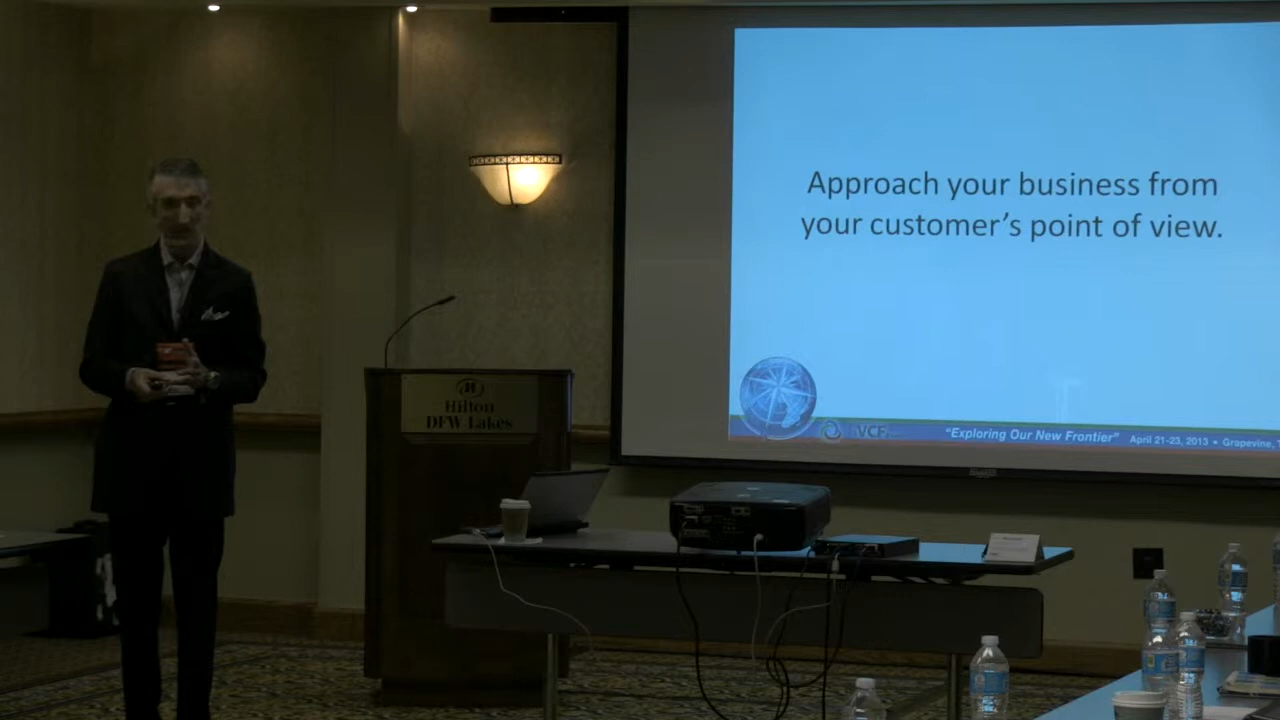 Approach your business from
your customer's point of view.
VCF
"Exploring Our New Frontier" April 21-23, 2013 • Grapevine, T
Hilton
DFW Lakes